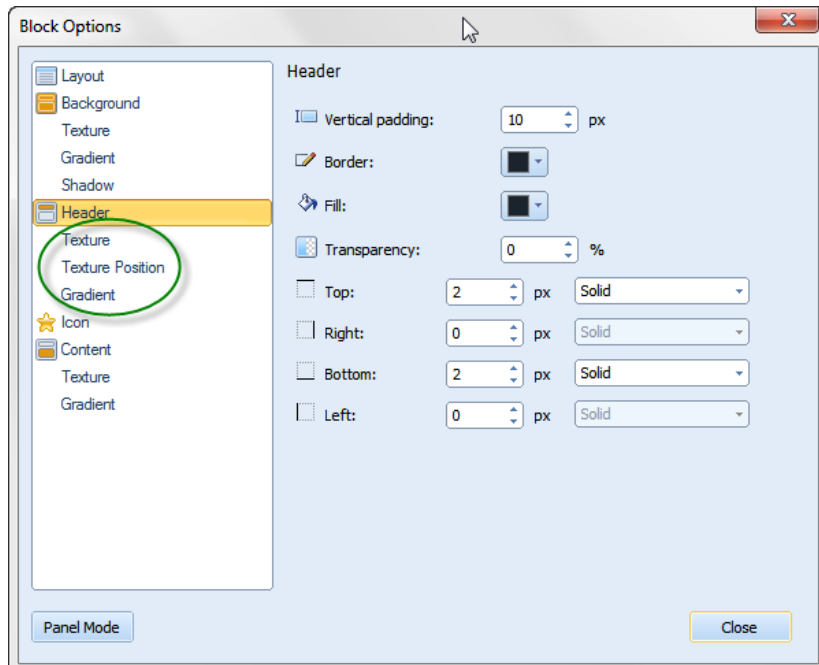 Block Options
Layout
Background
Texture
Gradient
Shadow
Header
Texture
Texture Position
Gradient
Icon
Content
Texture
Gradient
Header
Vertical padding: 10 px
Border:
Fill:
Transparency: 0 %
Top: 2 px Solid
Right: 0 px Solid
Bottom: 2 px Solid
Left: 0 px Solid
Panel Mode
Close